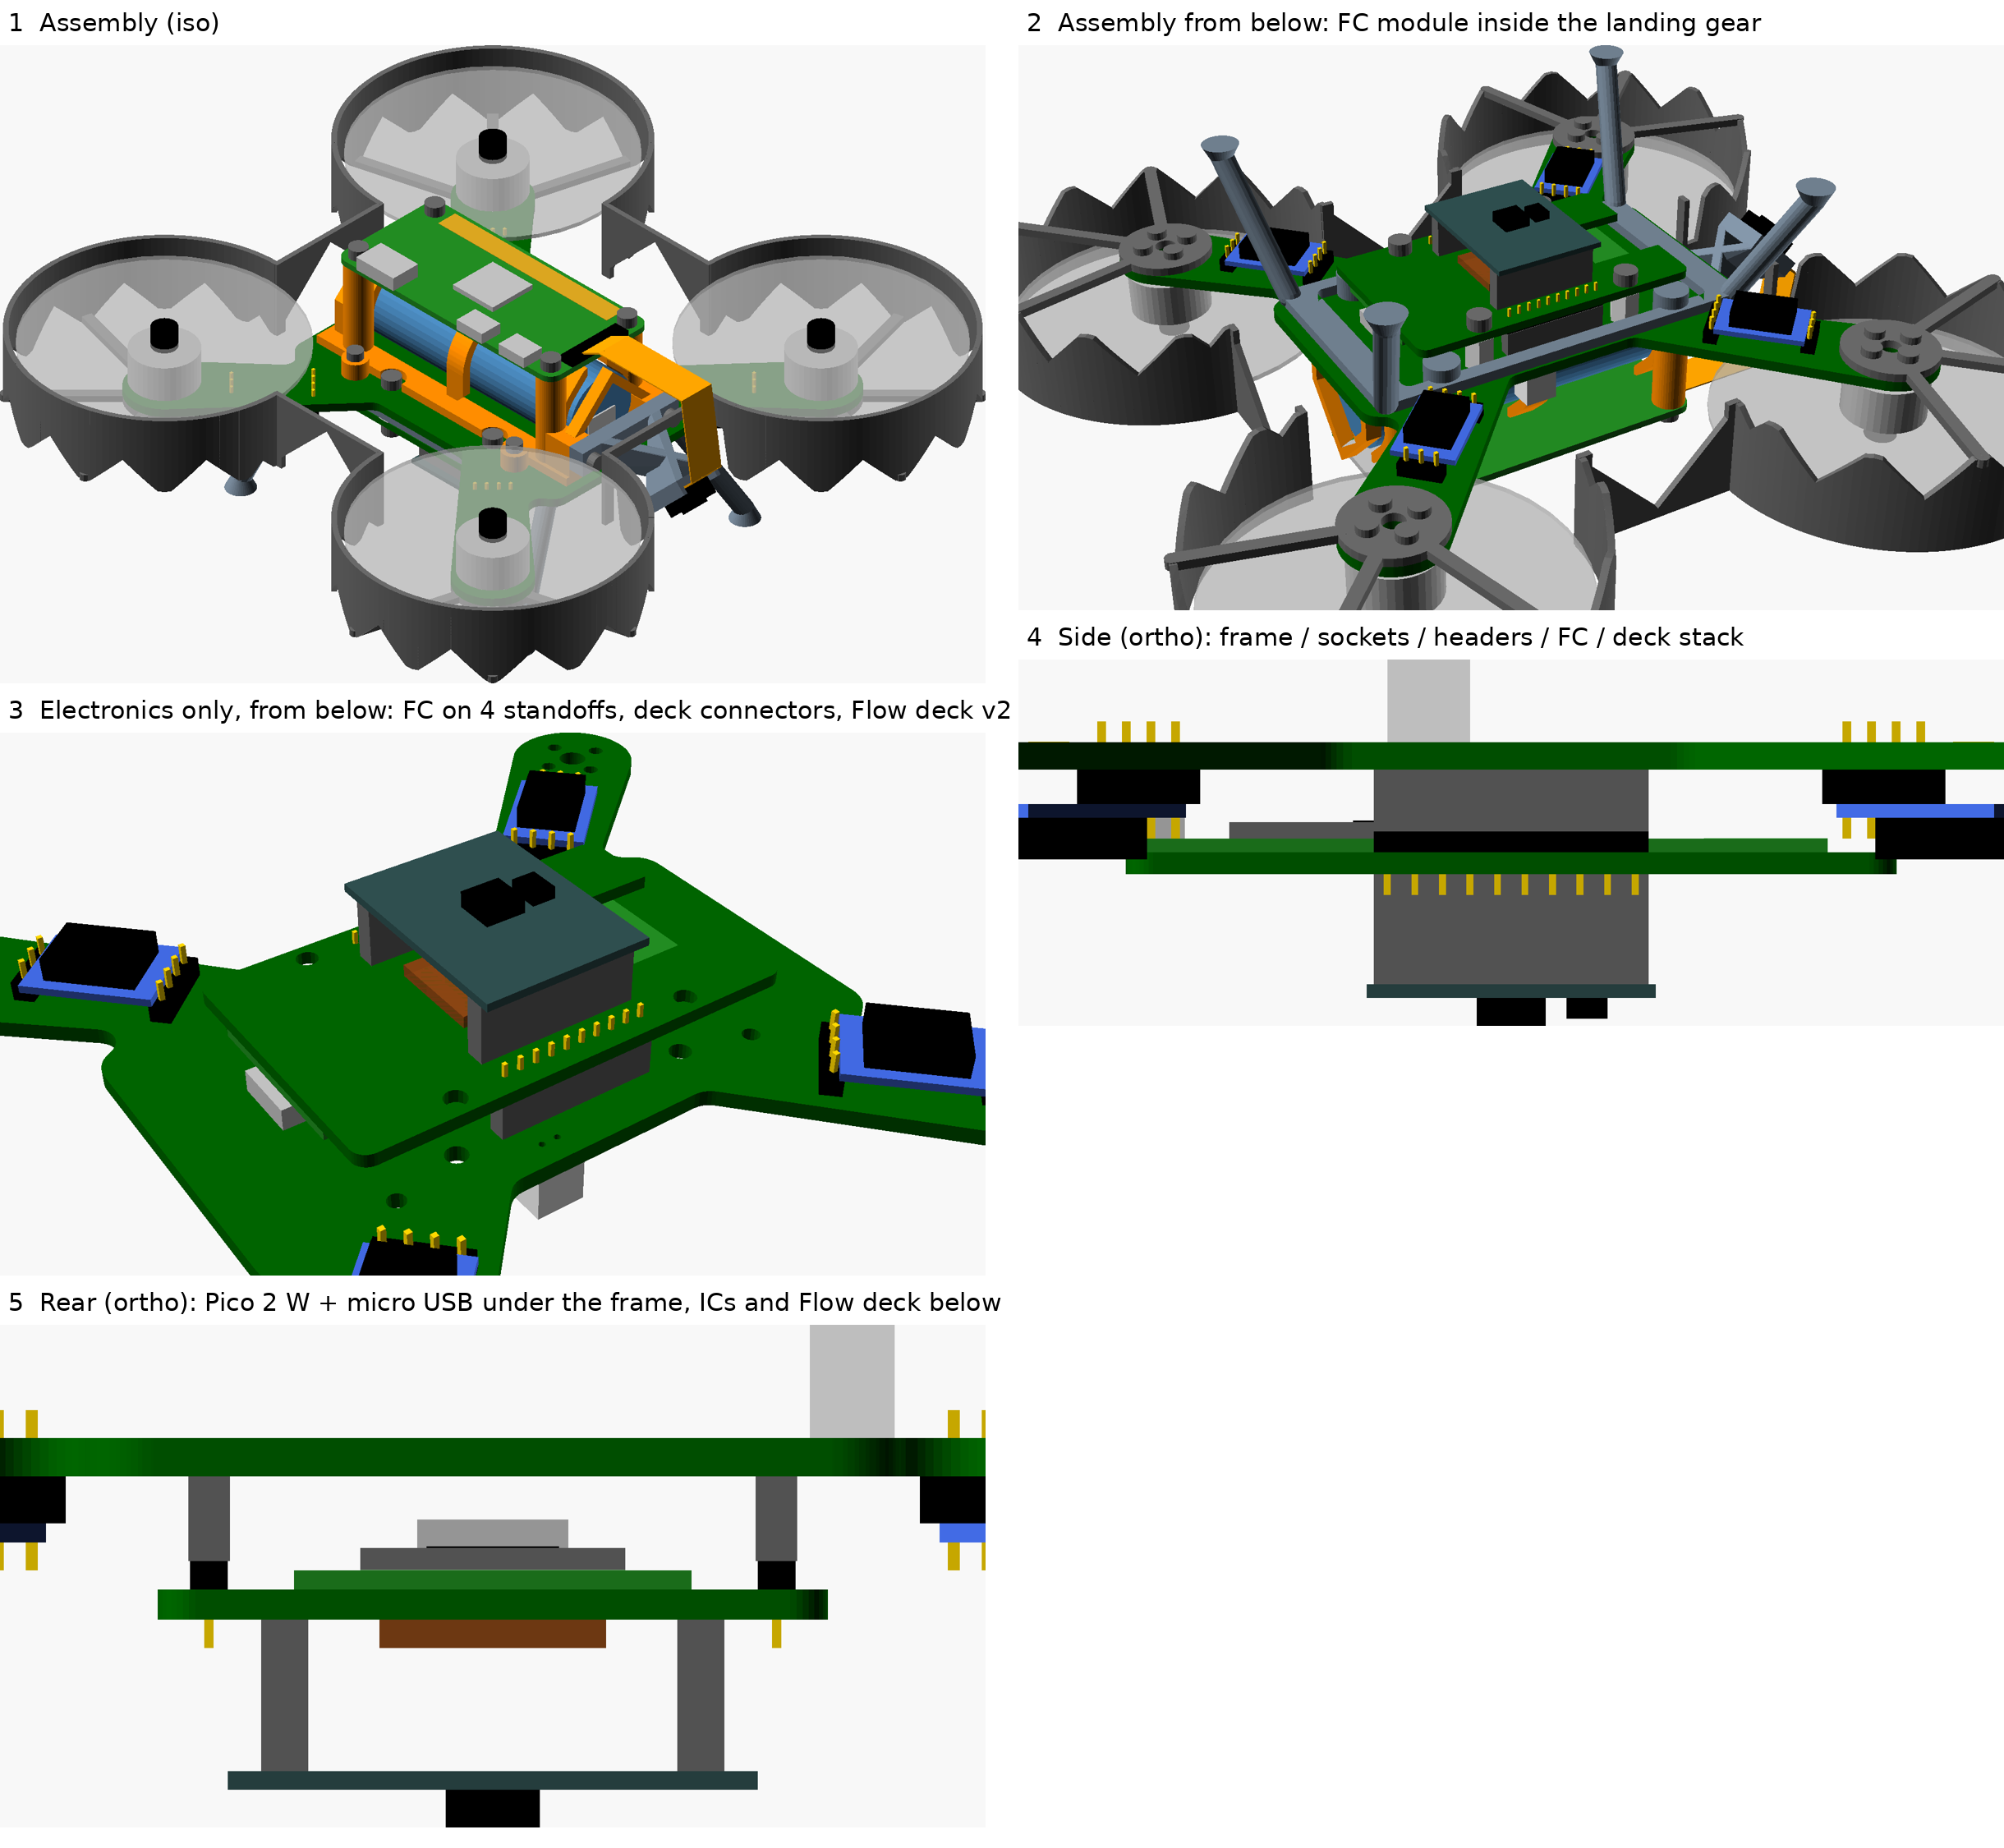 1 Assembly (iso)
2 Assembly from below: FC module inside the landing gear
3 Electronics only, from below: FC on 4 standoffs, deck connectors, Flow deck v2
4 Side (ortho): frame / sockets / headers / FC / deck stack
5 Rear (ortho): Pico 2 W + micro USB under the frame, ICs and Flow deck below